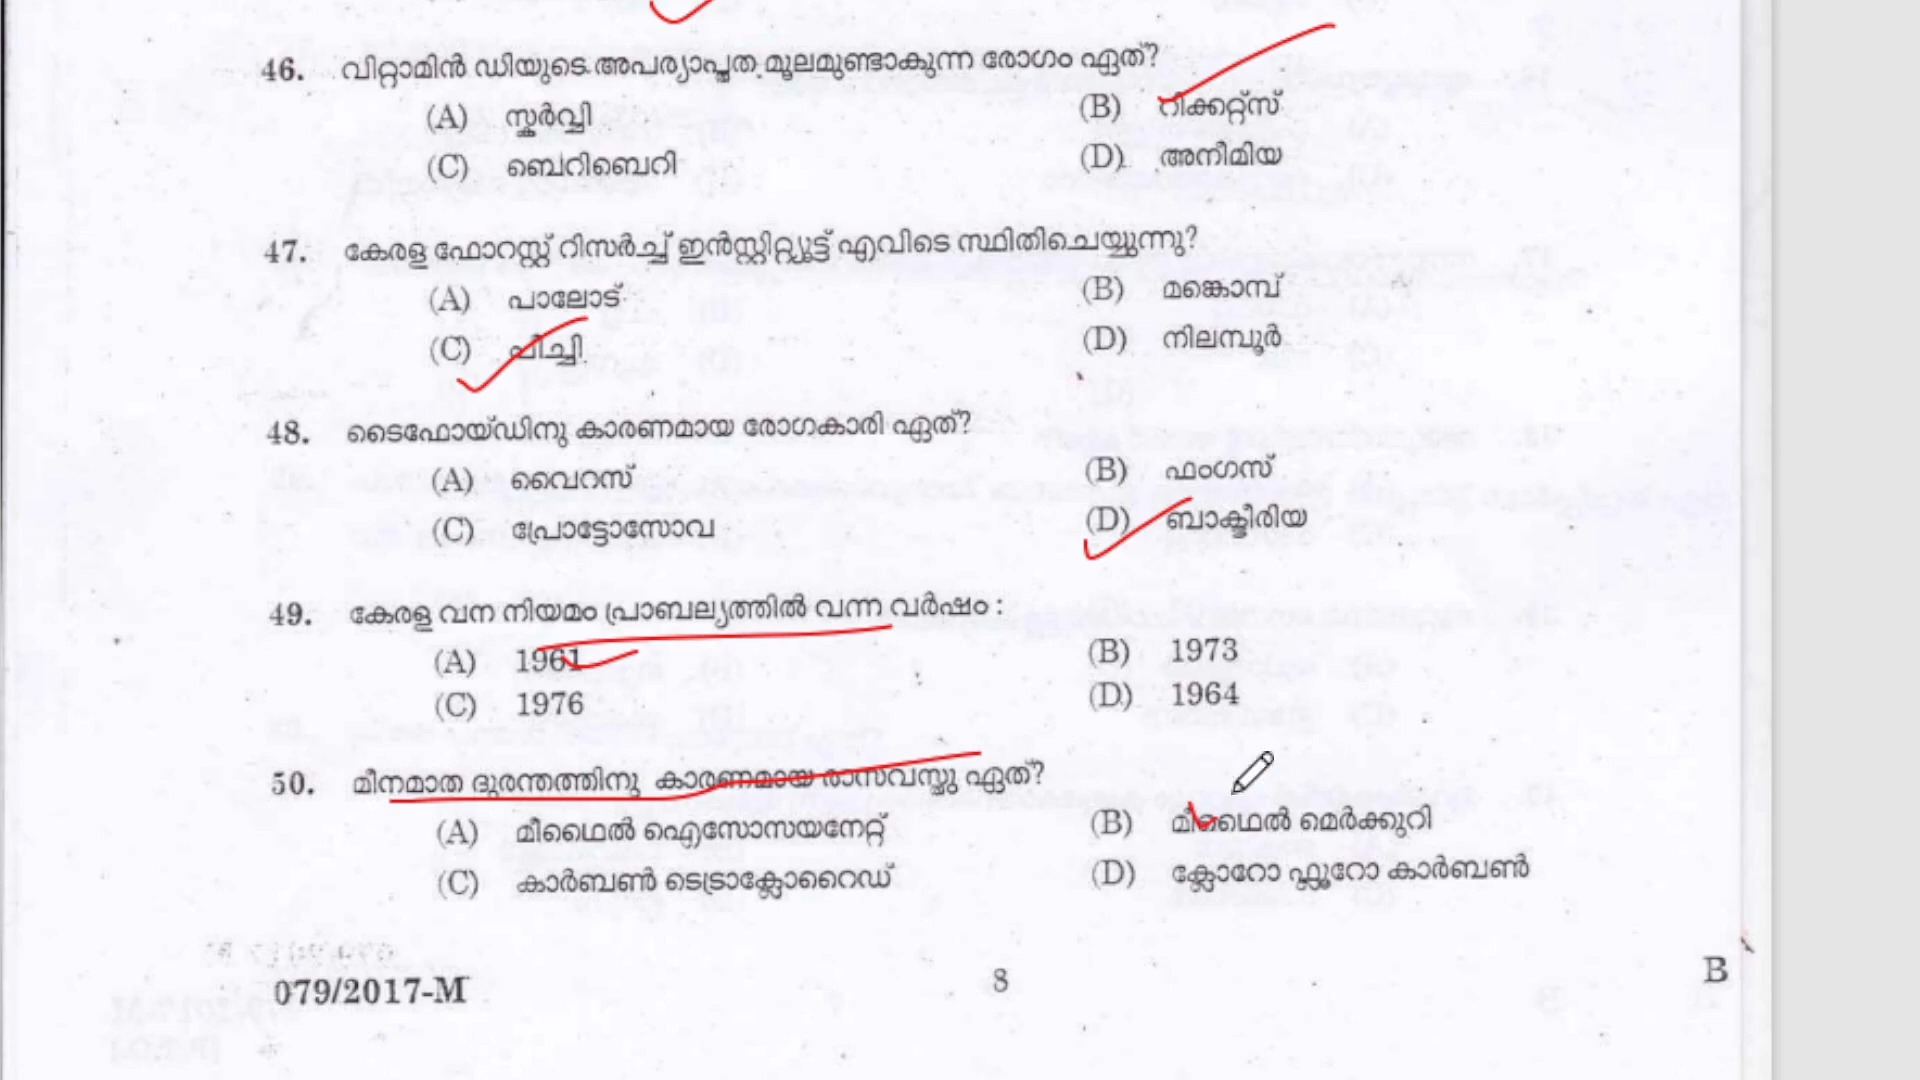 46. വിറ്റാമിൻ ഡിയുടെ അപര്യാപ്തത മൂലമുണ്ടാകുന്ന രോഗം ഏത്?
(A) സ്കർവ്വി (B) റിക്കറ്റ്സ്
(C) ബെറിബെറി (D) അനീമിയ
47. കേരള ഫോറസ്റ്റ് റിസർച്ച് ഇൻസ്റ്റിറ്റ്യൂട്ട് എവിടെ സ്ഥിതിചെയ്യുന്നു?
(A) പാലോട് (B) മങ്കൊമ്പ്
(C) പീച്ചി (D) നിലമ്പൂർ
48. ടൈഫോയ്ഡിനു കാരണമായ രോഗകാരി ഏത്?
(A) വൈറസ് (B) ഫംഗസ്
(C) പ്രോട്ടോസോവ (D) ബാക്ടീരിയ
49. കേരള വന നിയമം പ്രാബല്യത്തിൽ വന്ന വർഷം :
(A) 1961 (B) 1973
(C) 1976 (D) 1964
50. മീനമാത ദുരന്തത്തിനു കാരണമായ രാസവസ്തു ഏത്?
(A) മീഥൈൽ ഐസോസയനേറ്റ് (B) മീഥൈൽ മെർക്കുറി
(C) കാർബൺ ടെട്രാക്ലോറൈഡ് (D) ക്ലോറോ ഫ്ലൂറോ കാർബൺ
079/2017-M 8 B